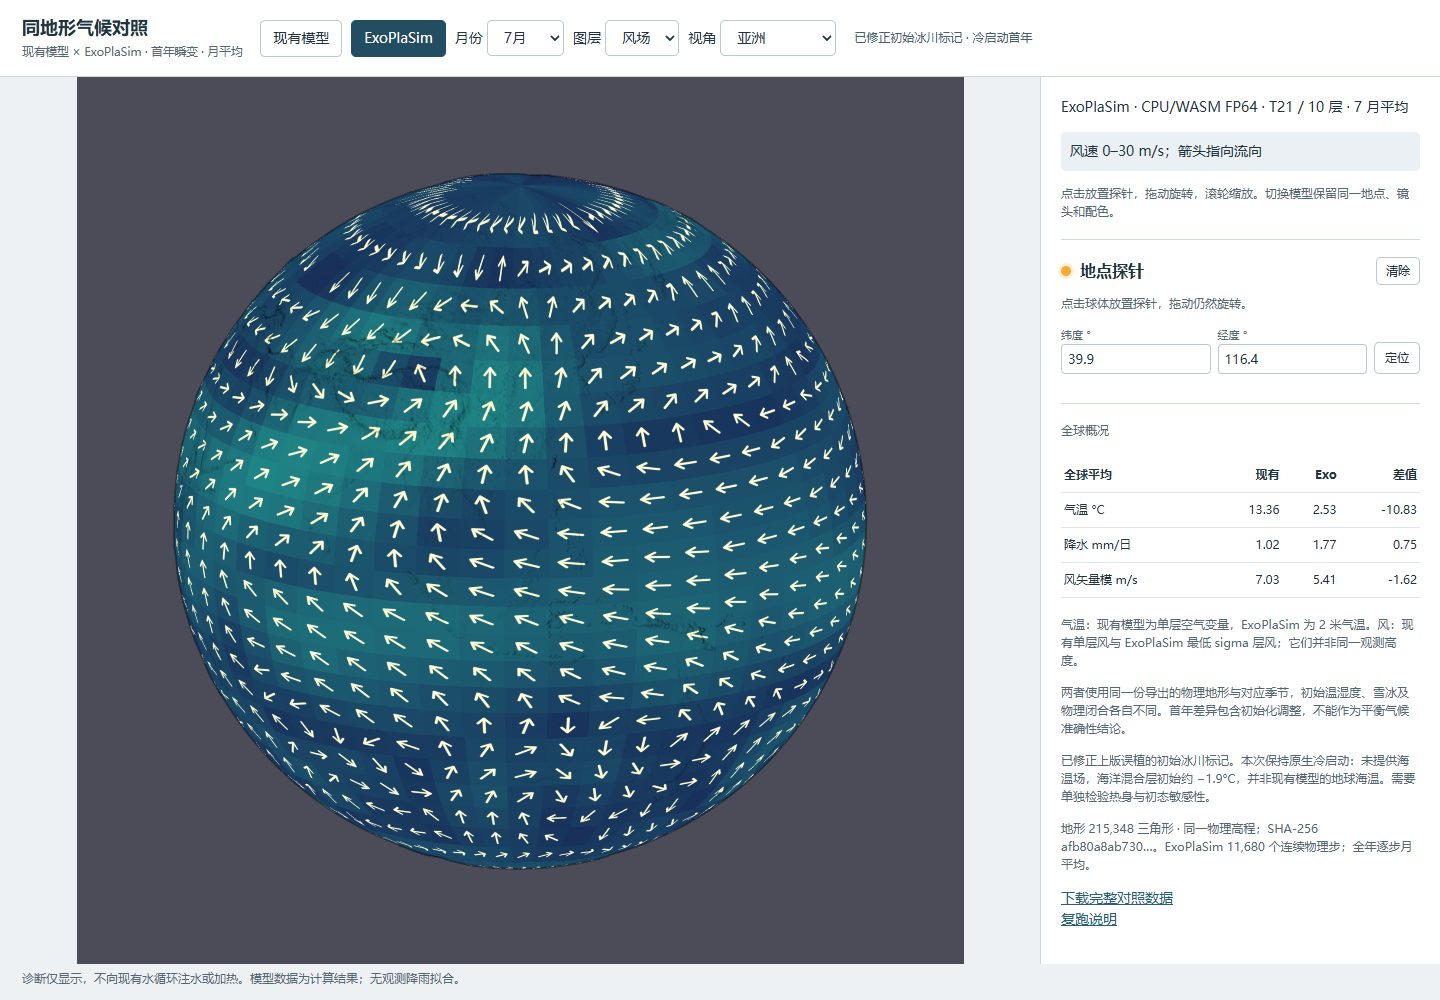 同地形气候对照
现有模型 × ExoPlaSim · 首年瞬变 · 月平均
现有模型
ExoPlaSim
月份
7月
图层
风场
视角
亚洲
已修正初始冰川标记 · 冷启动首年
ExoPlaSim · CPU/WASM FP64 · T21 / 10 层 · 7 月平均
风速 0–30 m/s；箭头指向流向
点击放置探针，拖动旋转，滚轮缩放。切换模型保留同一地点、镜
头和配色。
地点探针
清除
点击球体放置探针，拖动仍然旋转。
纬度 °
经度 °
39.9
116.4
定位
全球概况
全球平均 现有 Exo 差值
气温 °C 13.36 2.53 -10.83
降水 mm/日 1.02 1.77 0.75
风矢量模 m/s 7.03 5.41 -1.62
气温：现有模型为单层空气变量，ExoPlaSim 为 2 米气温。风：现
有单层风与 ExoPlaSim 最低 sigma 层风；它们并非同一观测高
度。
两者使用同一份导出的物理地形与对应季节，初始温湿度、雪冰及
物理闭合各自不同。首年差异包含初始化调整，不能作为平衡气候
准确性结论。
已修正上版误植的初始冰川标记。本次保持原生冷启动：未提供海
温场，海洋混合层初始约 −1.9°C，并非现有模型的地球海温。需要
单独检验热身与初态敏感性。
地形 215,348 三角形 · 同一物理高程；SHA-256
afb80a8ab730…。ExoPlaSim 11,680 个连续物理步；全年逐步月
平均。
下载完整对照数据
复跑说明
诊断仅显示，不向现有水循环注水或加热。模型数据为计算结果；无观测降雨拟合。